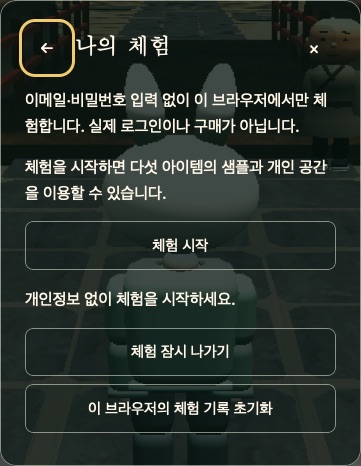 ← 나의 체험 ×
이메일·비밀번호 입력 없이 이 브라우저에서만 체
험합니다. 실제 로그인이나 구매가 아닙니다.
체험을 시작하면 다섯 아이템의 샘플과 개인 공간
을 이용할 수 있습니다.
체험 시작
개인정보 없이 체험을 시작하세요.
체험 잠시 나가기
이 브라우저의 체험 기록 초기화